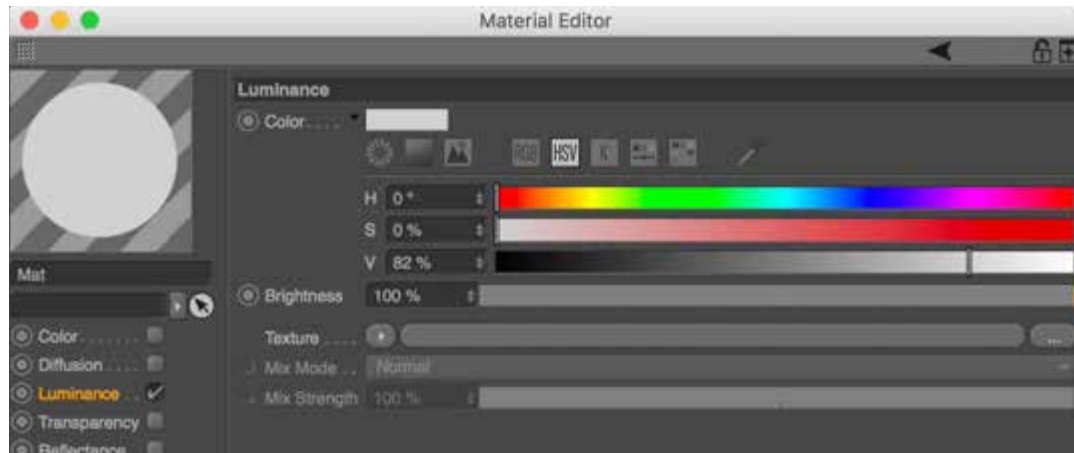 Material Editor
Luminance
Color....
RGB HSV K
H 0°
S 0%
V 82%
Mat
Brightness 100%
Color.......
Texture....
...
Diffusion....
Mix Mode.. Normal
Luminance..
Mix Strength 100%
Transparency
Reflectance